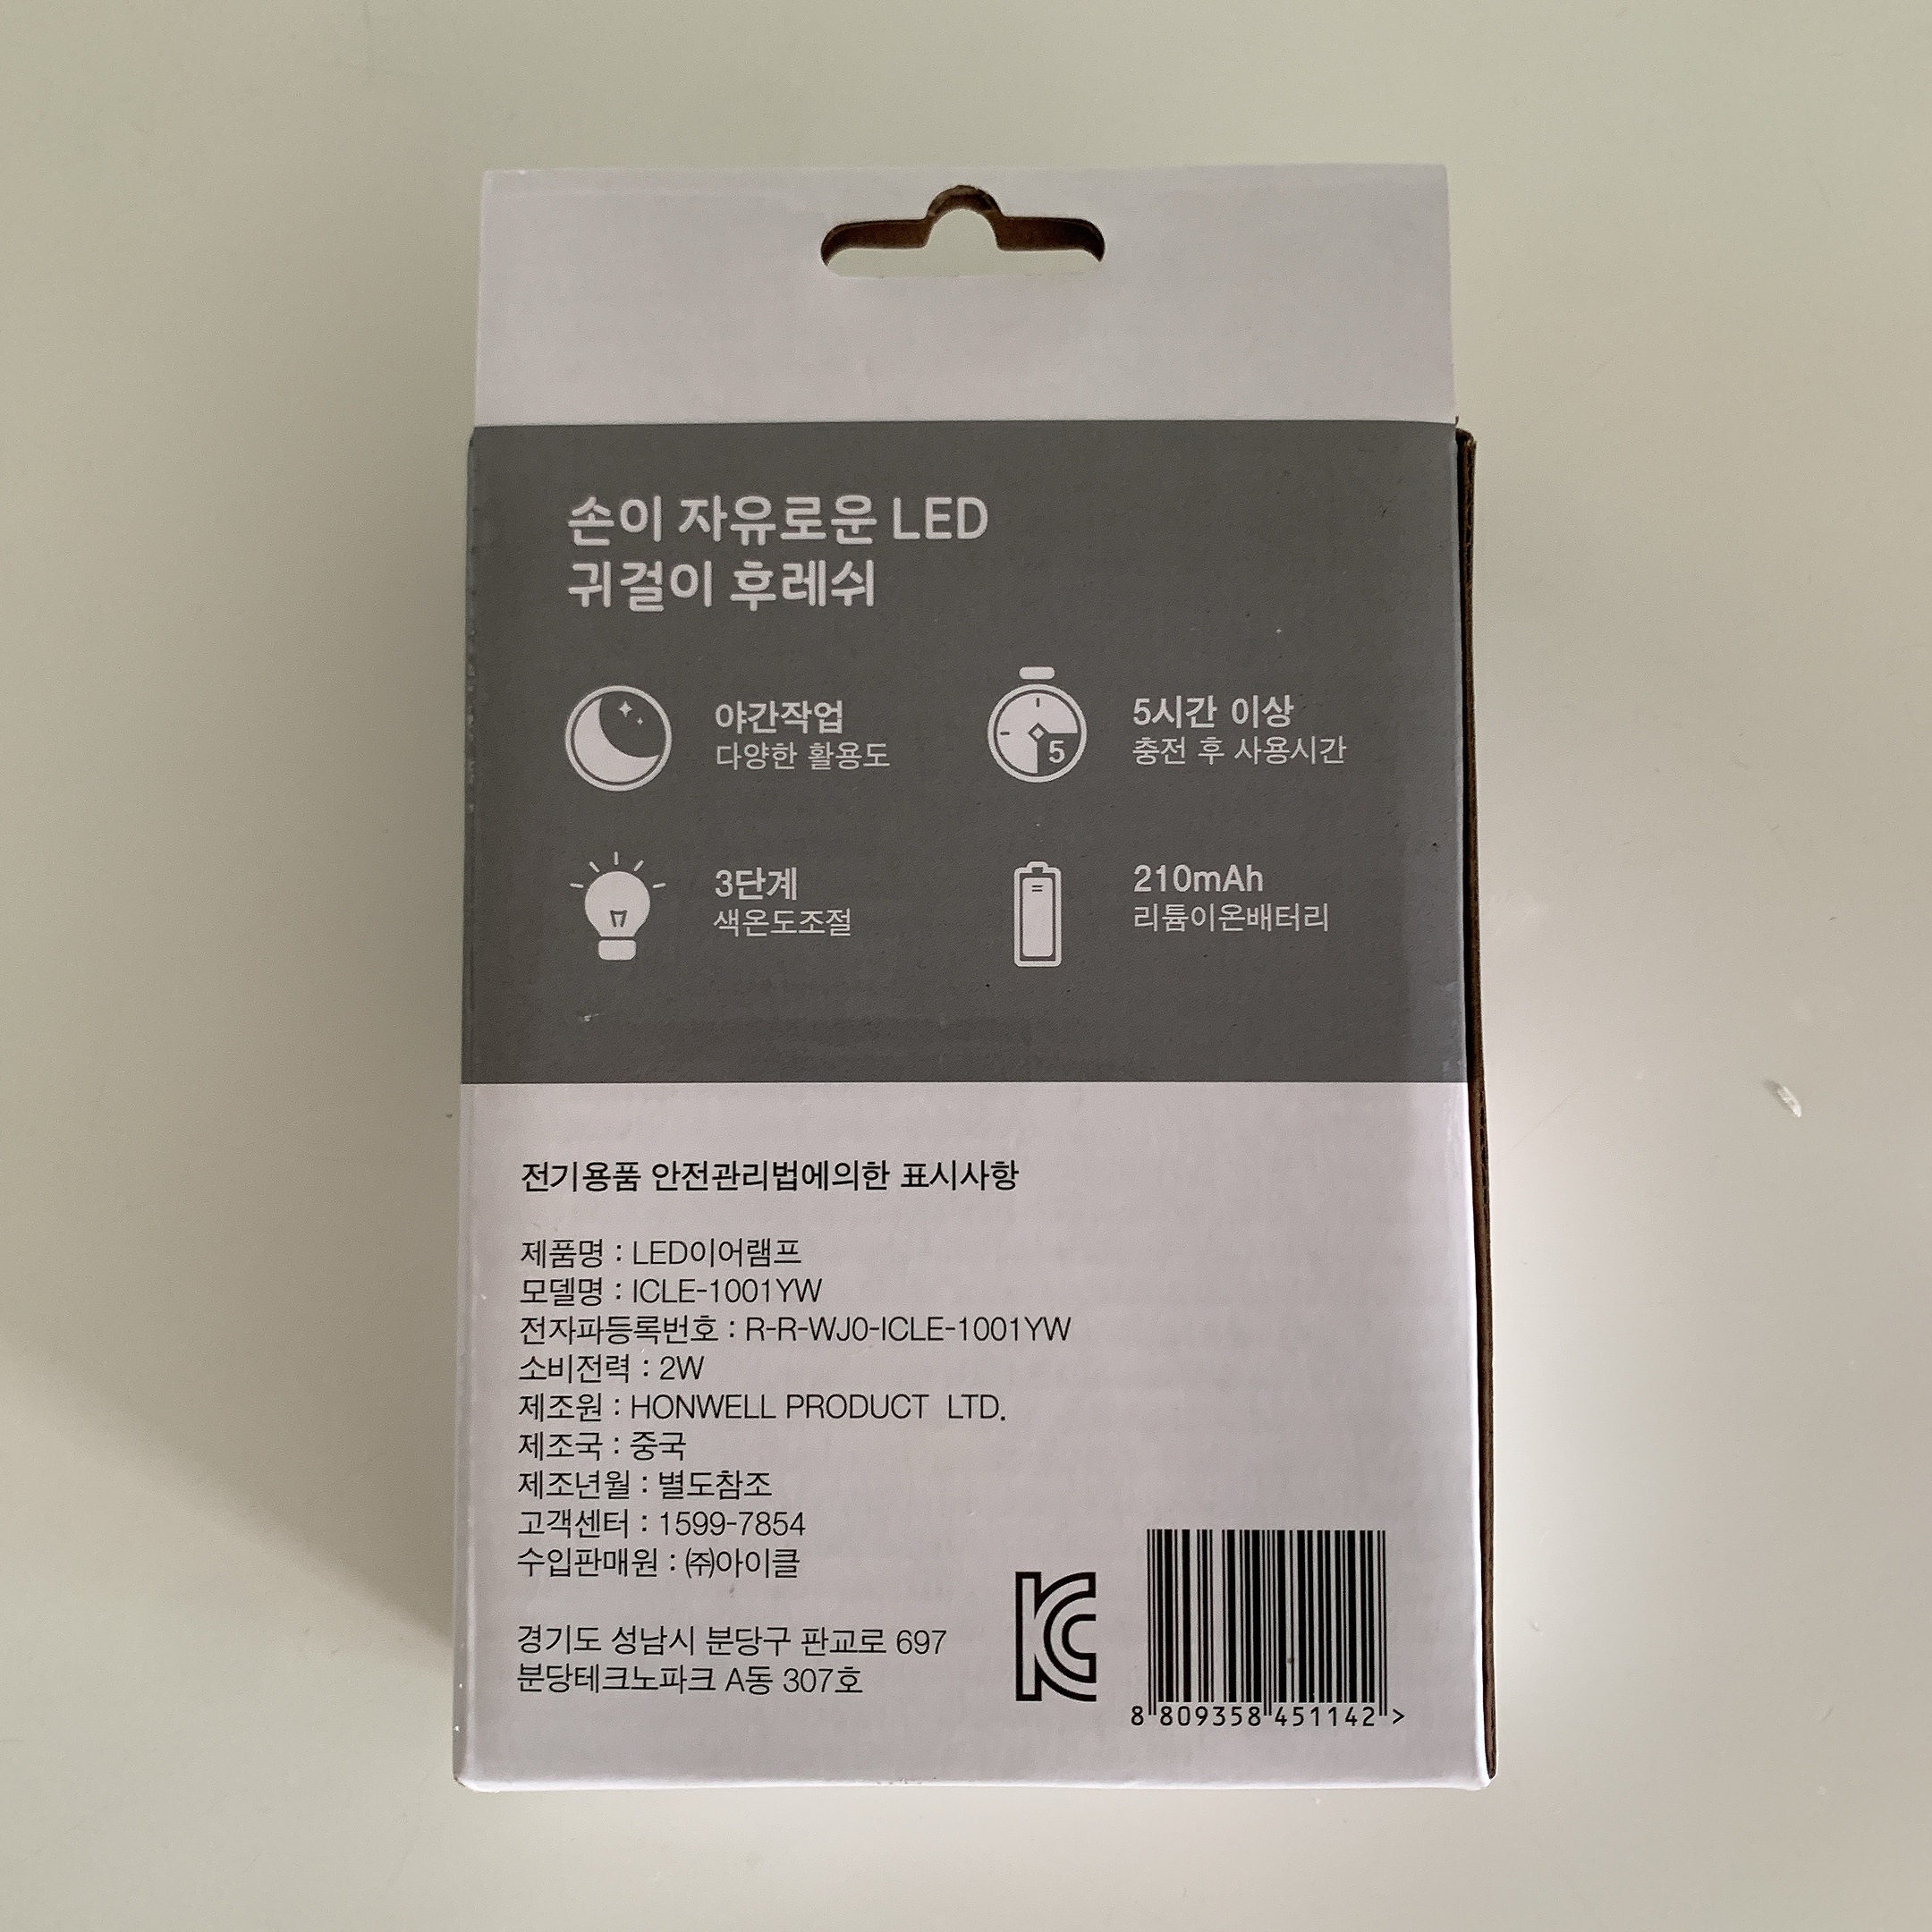 손이 자유로운 LED
귀걸이 후레쉬
야간작업
다양한 활용도
5
5시간 이상
충전 후 사용시간
3단계
색온도조절
210mAh
리튬이온배터리
전기용품 안전관리법에의한 표시사항
제품명 : LED이어램프
모델명 : ICLE-1001YW
전자파등록번호 : R-R-WJ0-ICLE-1001YW
소비전력 : 2W
제조원 : HONWELL PRODUCT LTD.
제조국 : 중국
제조년월 : 별도참조
고객센터 : 1599-7854
수입판매원 : ㈜아이클
경기도 성남시 분당구 판교로 697
분당테크노파크 A동 307호
KC
8 809358 451142 >